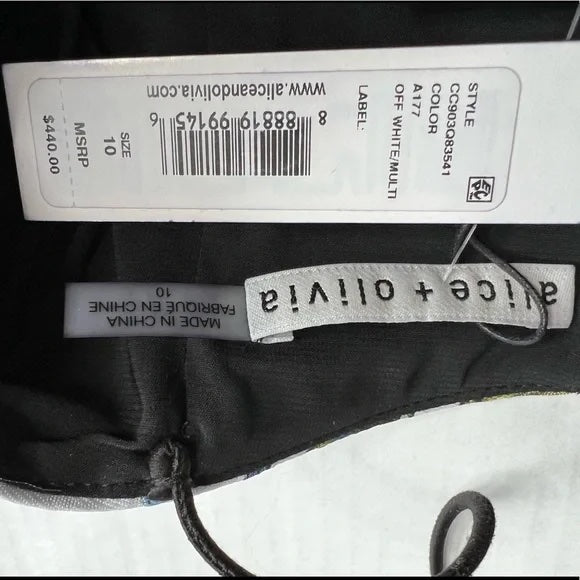 STYLE
CC903Q83541
COLOR
A177
OFF WHITE/MULTI
LABEL:
8 88819 99145 6
www.aliceandolivia.com
SIZE
10
MSRP
$440.00
alice + olivia
MADE IN CHINA
FABRIQUÉ EN CHINE
10